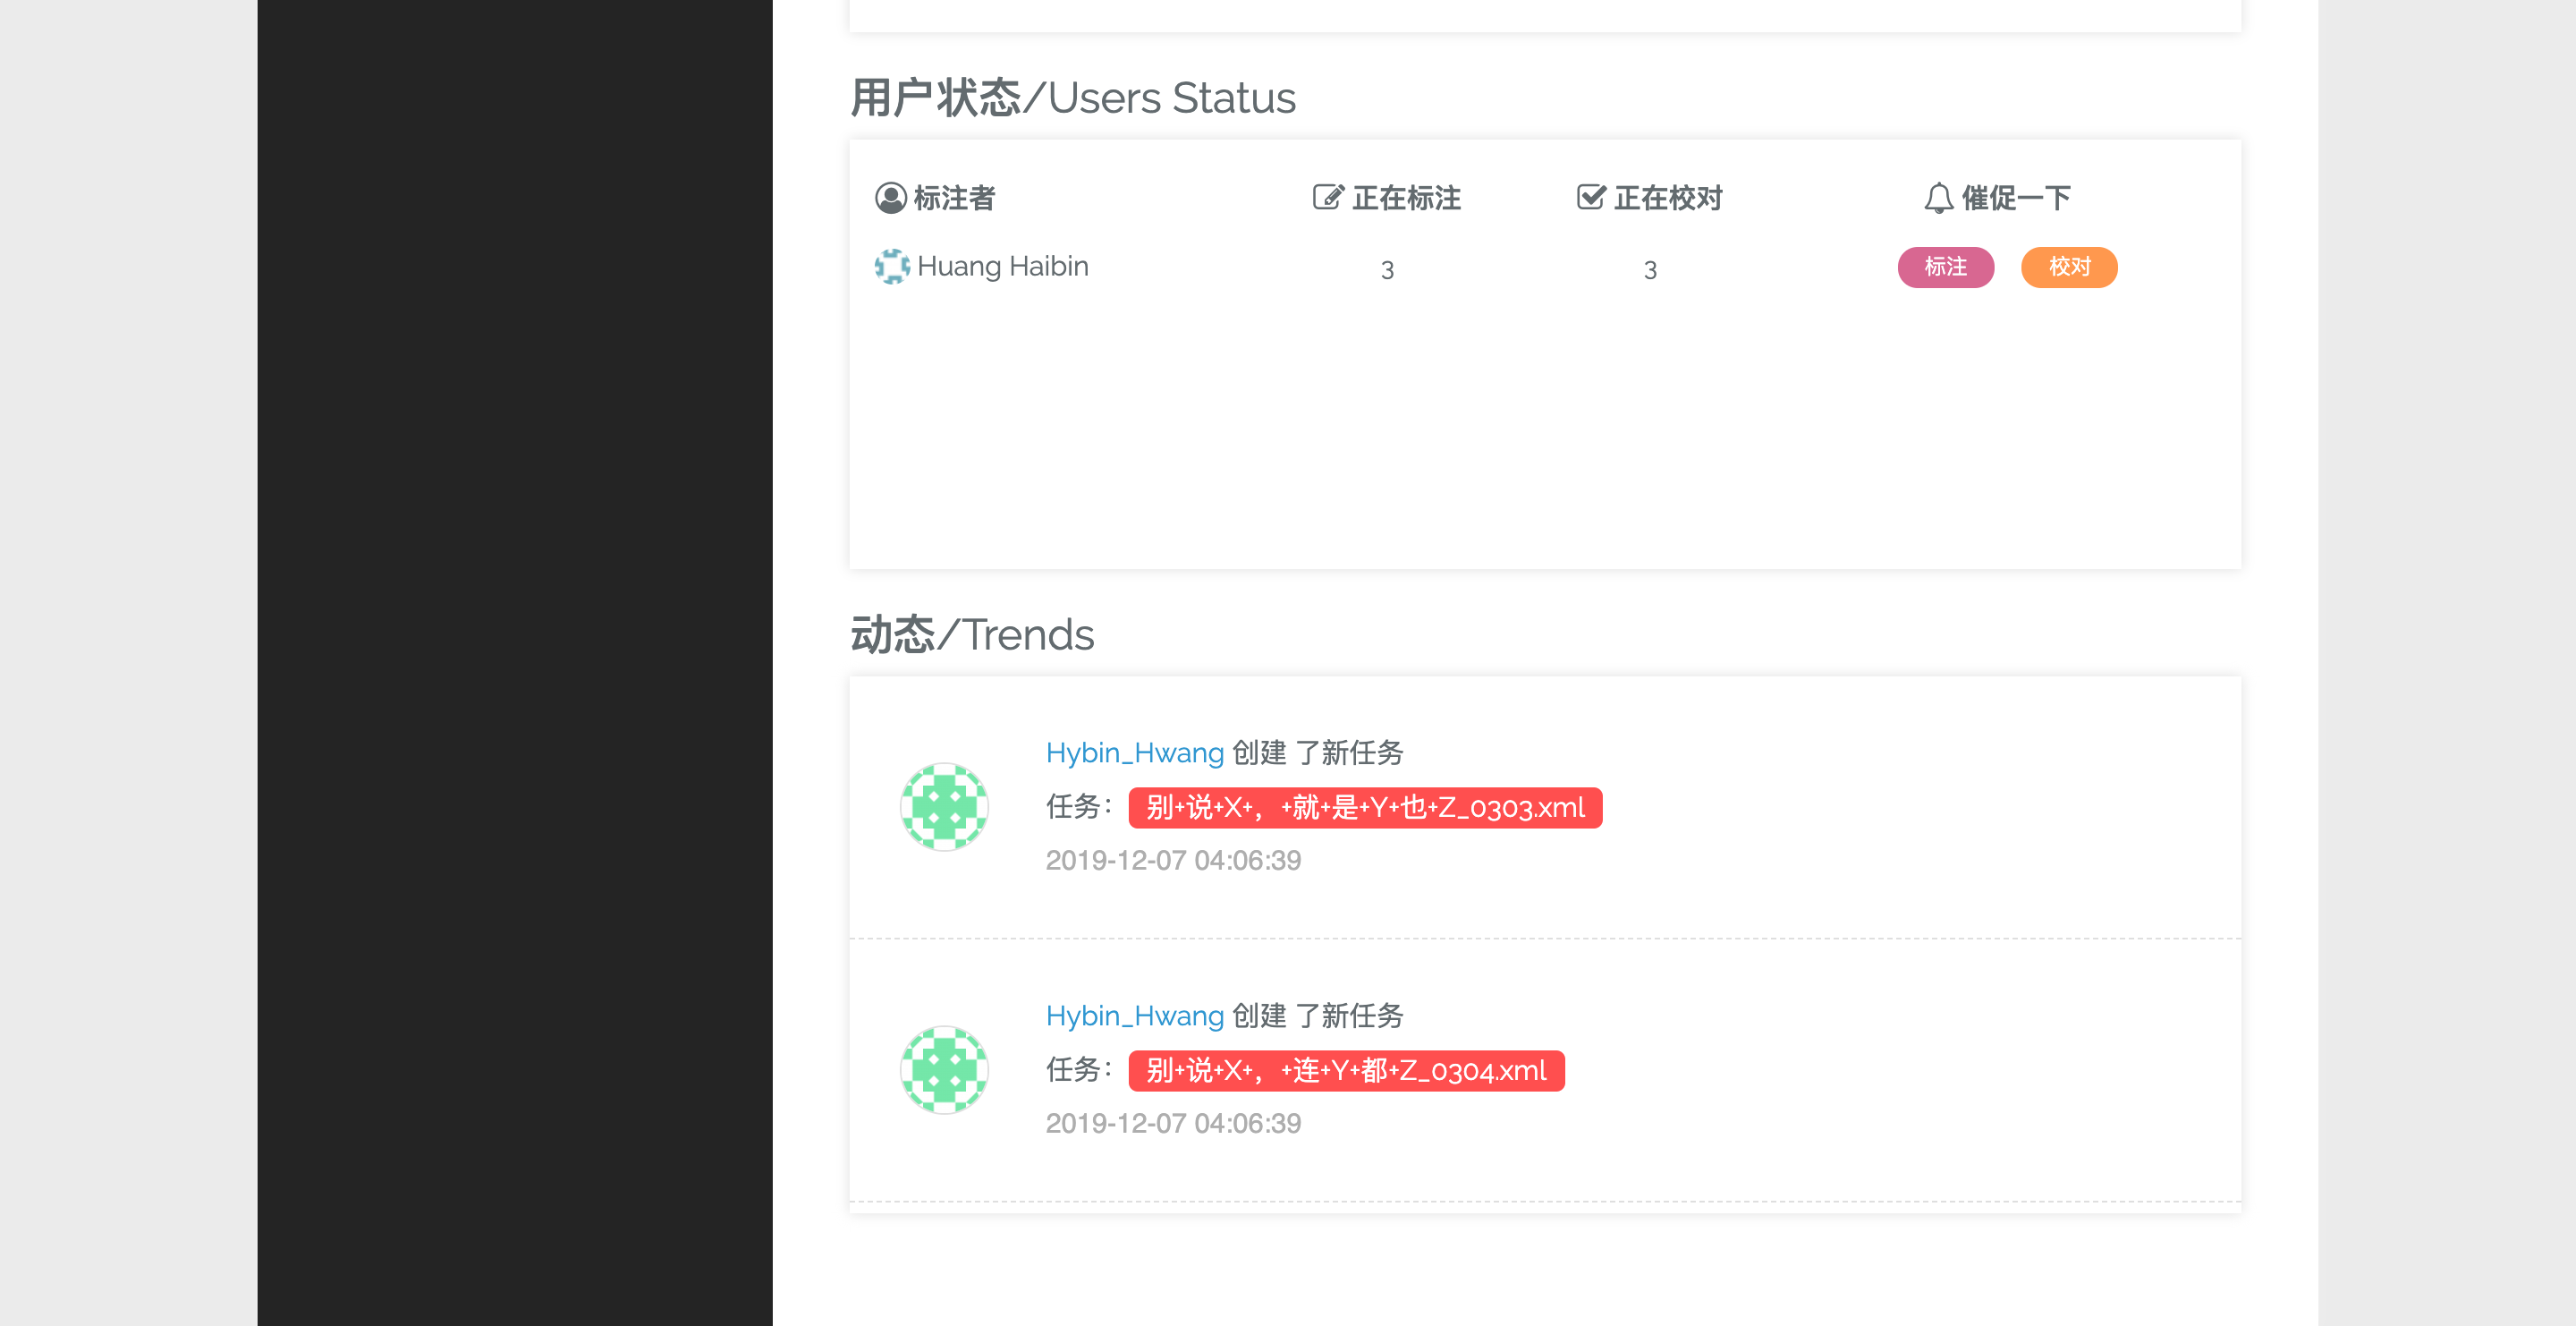 用户状态/Users Status
标注者 正在标注 正在校对 催促一下
Huang Haibin 3 3 标注 校对
动态/Trends
Hybin_Hwang 创建 了新任务
任务： 别+说+X+，+就+是+Y+也+Z_0303.xml
2019-12-07 04:06:39
Hybin_Hwang 创建 了新任务
任务： 别+说+X+，+连+Y+都+Z_0304.xml
2019-12-07 04:06:39